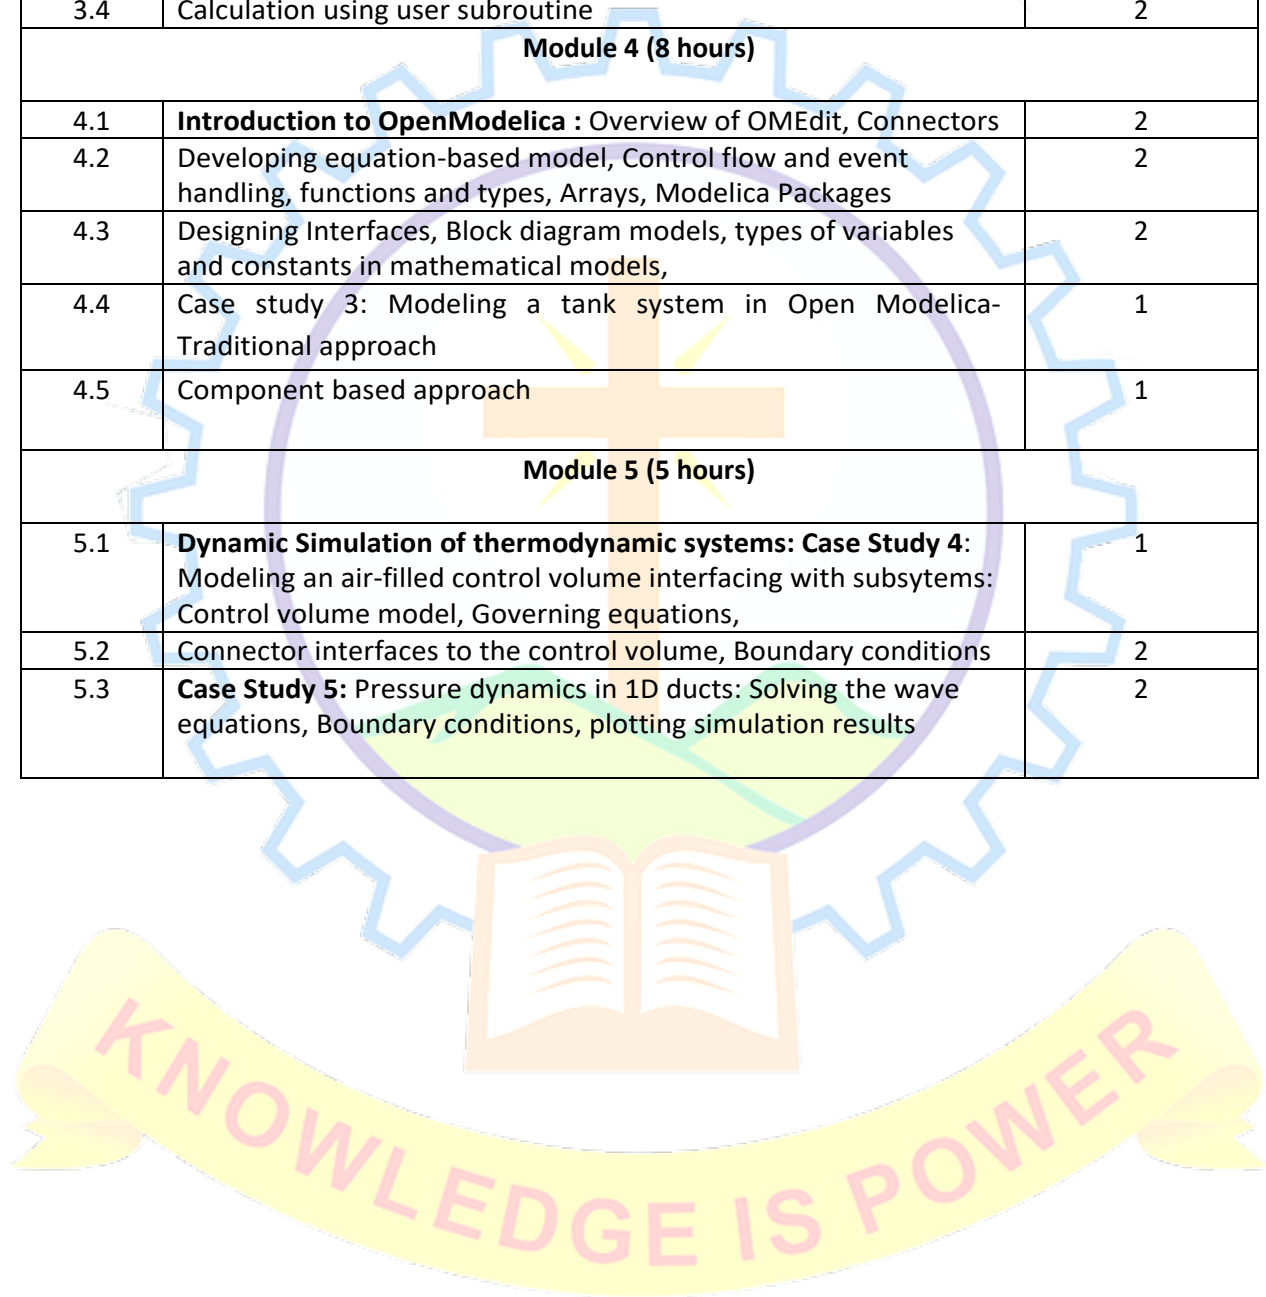 3.4 Calculation using user subroutine 2
Module 4 (8 hours)
4.1 Introduction to OpenModelica : Overview of OMEdit, Connectors 2
4.2 Developing equation-based model, Control flow and event 2
handling, functions and types, Arrays, Modelica Packages
4.3 Designing Interfaces, Block diagram models, types of variables 2
and constants in mathematical models,
4.4 Case study 3: Modeling a tank system in Open Modelica- 1
Traditional approach
4.5 Component based approach 1
Module 5 (5 hours)
5.1 Dynamic Simulation of thermodynamic systems: Case Study 4: 1
Modeling an air-filled control volume interfacing with subsytems:
Control volume model, Governing equations,
5.2 Connector interfaces to the control volume, Boundary conditions 2
5.3 Case Study 5: Pressure dynamics in 1D ducts: Solving the wave 2
equations, Boundary conditions, plotting simulation results
KNOWLEDGE IS POWER